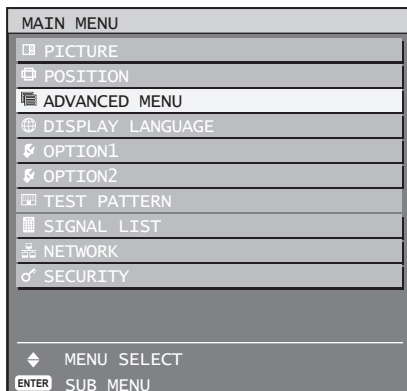 MAIN MENU
PICTURE
POSITION
ADVANCED MENU
DISPLAY LANGUAGE
OPTION1
OPTION2
TEST PATTERN
SIGNAL LIST
NETWORK
SECURITY
MENU SELECT
ENTER SUB MENU